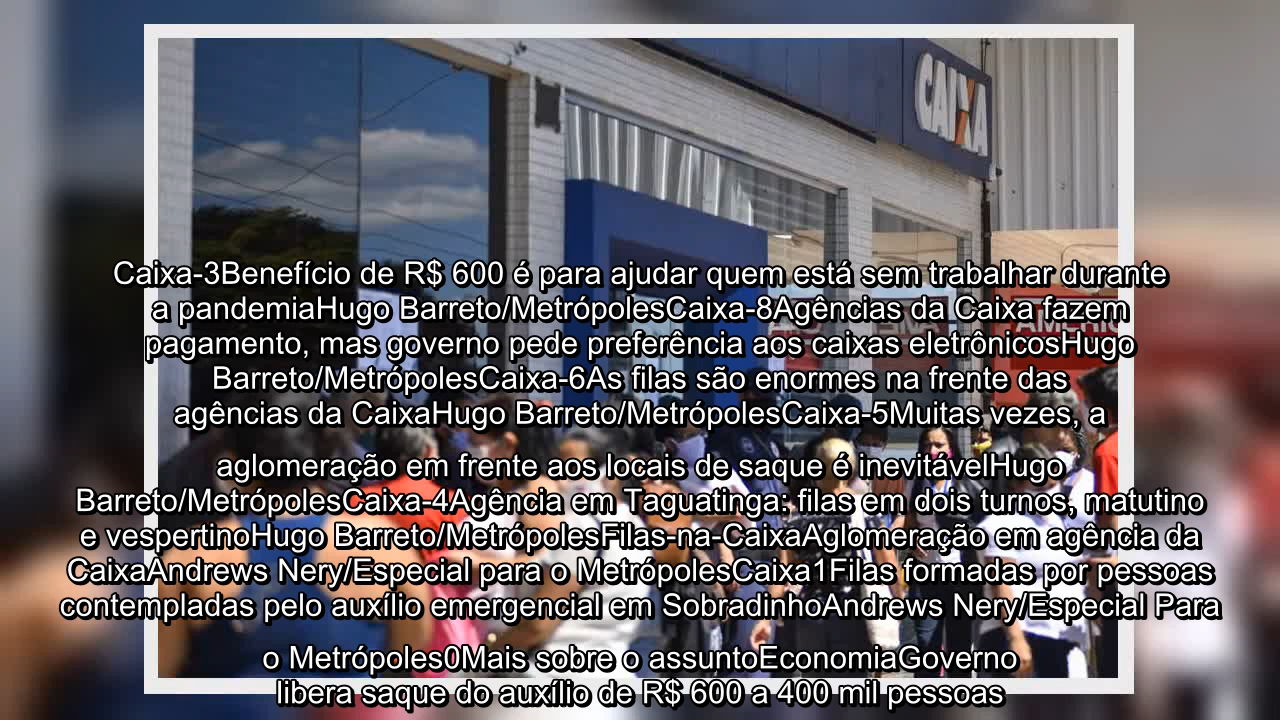 CAIXA
Caixa-3Benefício de R$ 600 é para ajudar quem está sem trabalhar durante
a pandemiaHugo Barreto/MetrópolesCaixa-8Agências da Caixa fazem
pagamento, mas governo pede preferência aos caixas eletrônicosHugo
Barreto/MetrópolesCaixa-6As filas são enormes na frente das
agências da CaixaHugo Barreto/MetrópolesCaixa-5Muitas vezes, a
aglomeração em frente aos locais de saque é inevitávelHugo
Barreto/MetrópolesCaixa-4Agência em Taguatinga: filas em dois turnos, matutino
e vespertinoHugo Barreto/MetrópolesFilas-na-CaixaAglomeração em agência da
CaixaAndrews Nery/Especial para o MetrópolesCaixa1Filas formadas por pessoas
contempladas pelo auxílio emergencial em SobradinhoAndrews Nery/Especial Para
o Metrópoles0Mais sobre o assuntoEconomiaGoverno
libera saque do auxílio de R$ 600 a 400 mil pessoas